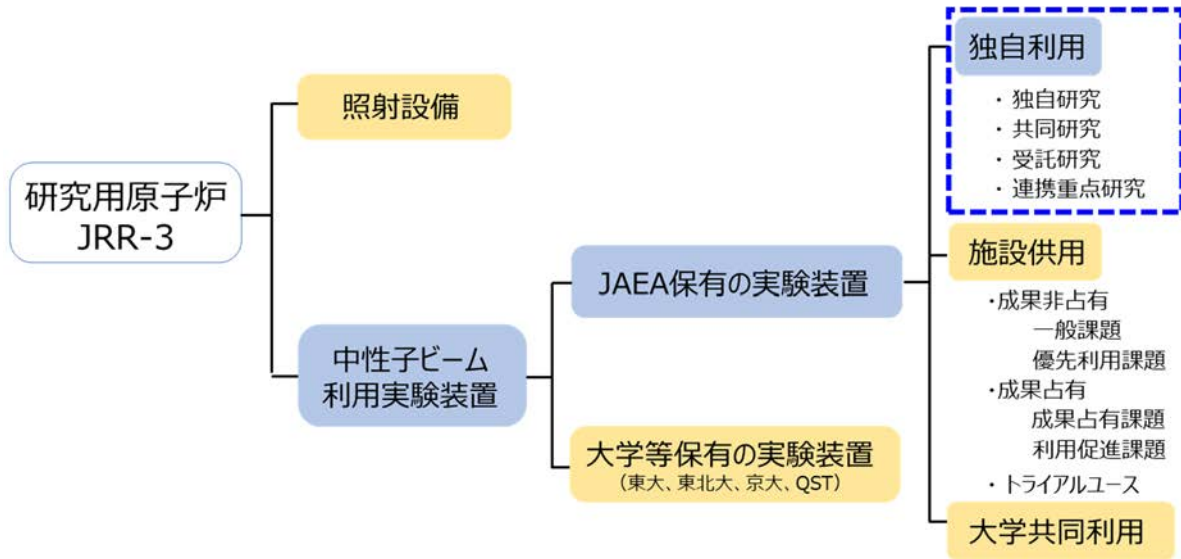 研究用原子炉
JRR-3
照射設備
中性子ビーム
利用実験装置
JAEA保有の実験装置
大学等保有の実験装置
(東大、東北大、京大、QST)
独自利用
・ 独自研究
・ 共同研究
・ 受託研究
・ 連携重点研究
施設供用
・成果非占有
一般課題
優先利用課題
・成果占有
成果占有課題
利用促進課題
・ トライアルユース
大学共同利用